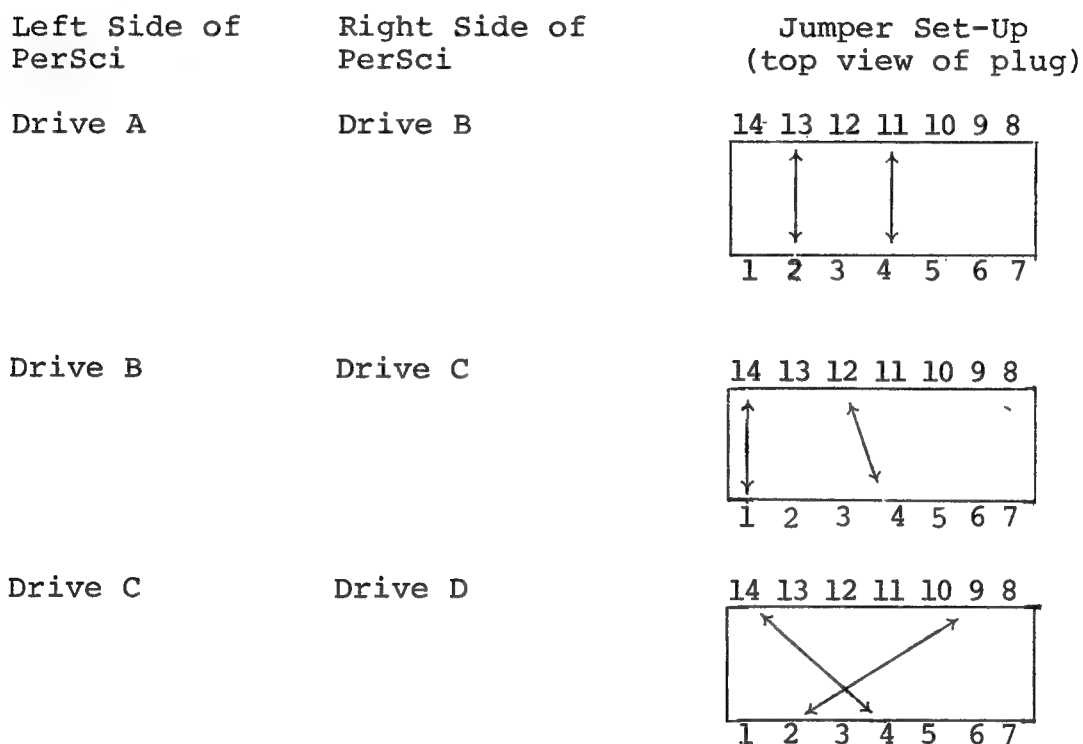 Left Side of PerSci Right Side of PerSci Jumper Set-Up (top view of plug)
Drive A Drive B
14 13 12 11 10 9 8
1 2 3 4 5 6 7
Drive B Drive C
14 13 12 11 10 9 8
1 2 3 4 5 6 7
Drive C Drive D
14 13 12 11 10 9 8
1 2 3 4 5 6 7